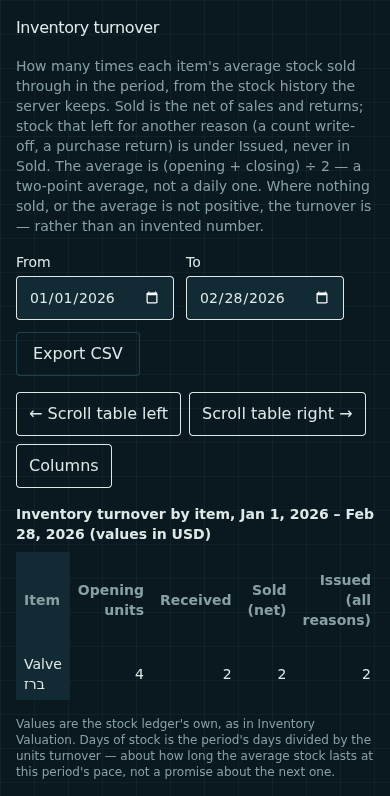 Inventory turnover
How many times each item's average stock sold
through in the period, from the stock history the
server keeps. Sold is the net of sales and returns;
stock that left for another reason (a count write-
off, a purchase return) is under Issued, never in
Sold. The average is (opening + closing) ÷ 2 — a
two-point average, not a daily one. Where nothing
sold, or the average is not positive, the turnover is
— rather than an invented number.
From To
01/01/2026 02/28/2026
Export CSV
← Scroll table left Scroll table right →
Columns
Inventory turnover by item, Jan 1, 2026 – Feb
28, 2026 (values in USD)
Item Opening units Received Sold (net) Issued (all reasons)
Valve ברז 4 2 2 2
Values are the stock ledger's own, as in Inventory
Valuation. Days of stock is the period's days divided by the
units turnover — about how long the average stock lasts at
this period's pace, not a promise about the next one.